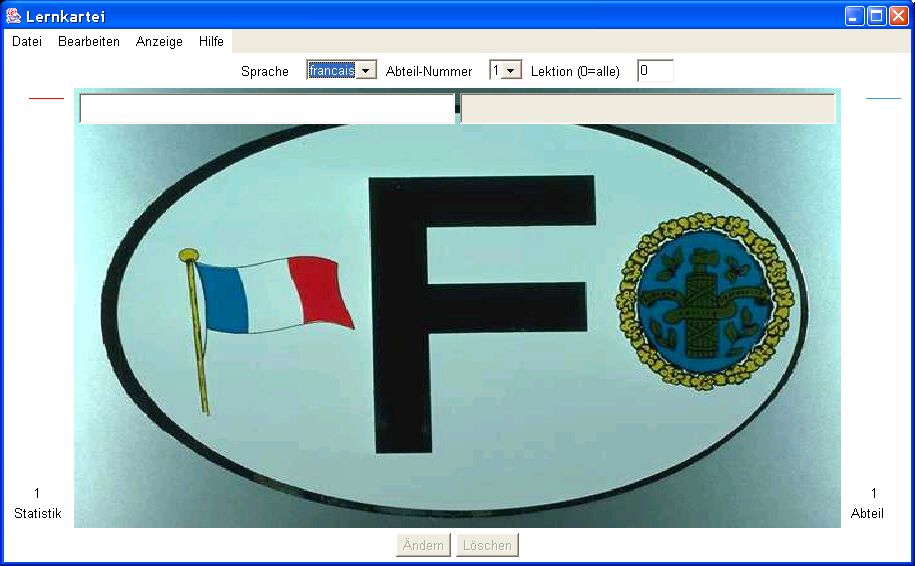 Lernkartei
Datei Bearbeiten Anzeige Hilfe
Sprache francais Abteil-Nummer 1 Lektion (0=alle) 0
F
1 1
Statistik Abteil
Ändern Löschen